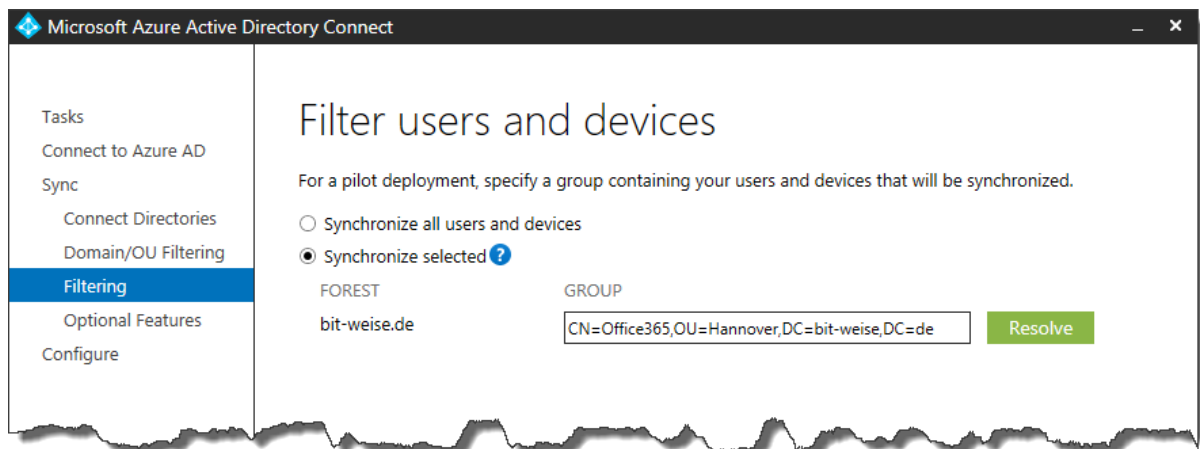 Microsoft Azure Active Directory Connect
Tasks
Connect to Azure AD
Sync
Connect Directories
Domain/OU Filtering
Filtering
Optional Features
Configure
Filter users and devices
For a pilot deployment, specify a group containing your users and devices that will be synchronized.
Synchronize all users and devices
Synchronize selected ?
FOREST GROUP
bit-weise.de CN=Office365,OU=Hannover,DC=bit-weise,DC=de Resolve